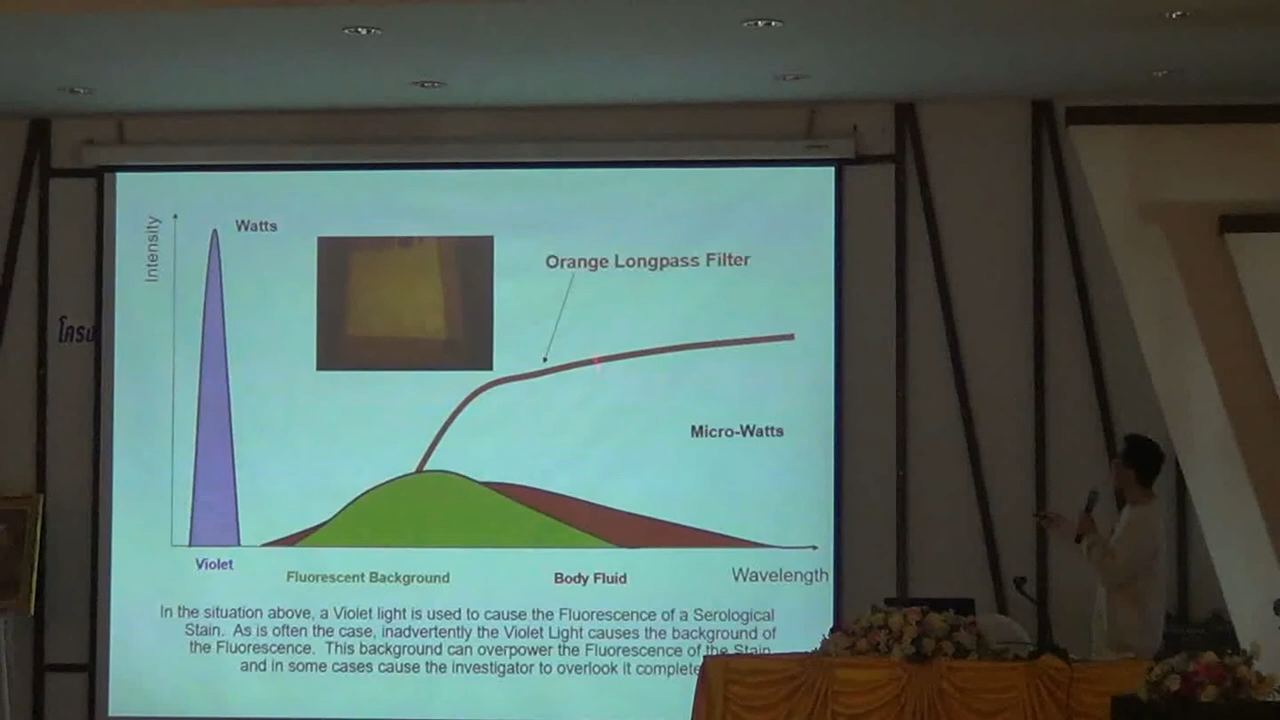 Intensity
Watts
Orange Longpass Filter
Micro-Watts
โครง
Violet
Fluorescent Background
Body Fluid
Wavelength
In the situation above, a Violet light is used to cause the Fluorescence of a Serological
Stain. As is often the case, inadvertently the Violet Light causes the background of
the Fluorescence. This background can overpower the Fluorescence of the Stain
and in some cases cause the investigator to overlook it complete